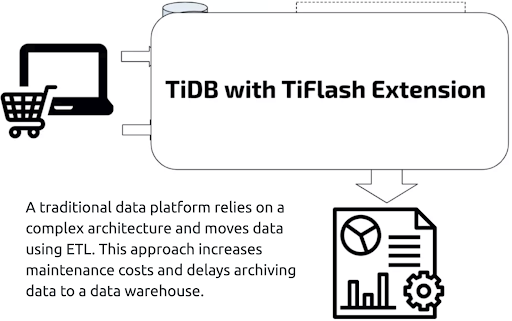 TiDB with TiFlash Extension
A traditional data platform relies on a
complex architecture and moves data
using ETL. This approach increases
maintenance costs and delays archiving
data to a data warehouse.